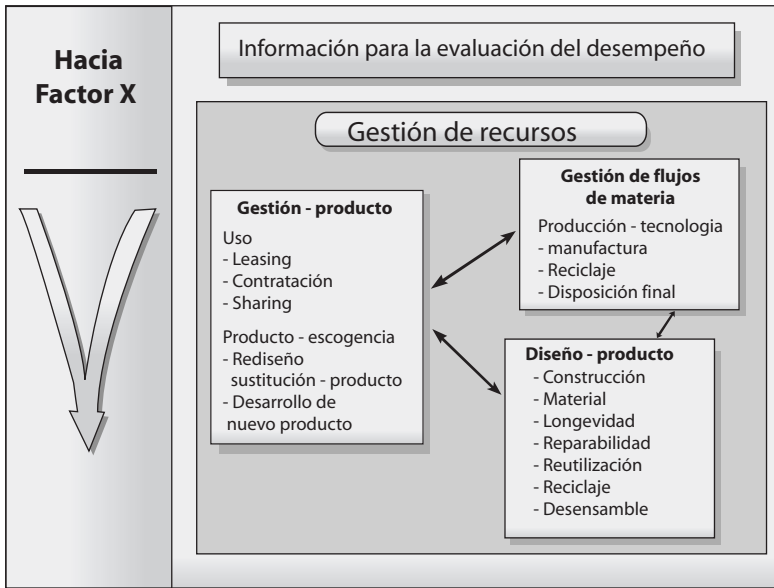 Hacia
Factor X
Información para la evaluación del desempeño
Gestión de recursos
Gestión - producto
Uso
- Leasing
- Contratación
- Sharing
Producto - escogencia
- Rediseño
sustitución - producto
- Desarrollo de
nuevo producto
Gestión de flujos
de materia
Producción - tecnologia
- manufactura
- Reciclaje
- Disposición final
Diseño - producto
- Construcción
- Material
- Longevidad
- Reparabilidad
- Reutilización
- Reciclaje
- Desensamble